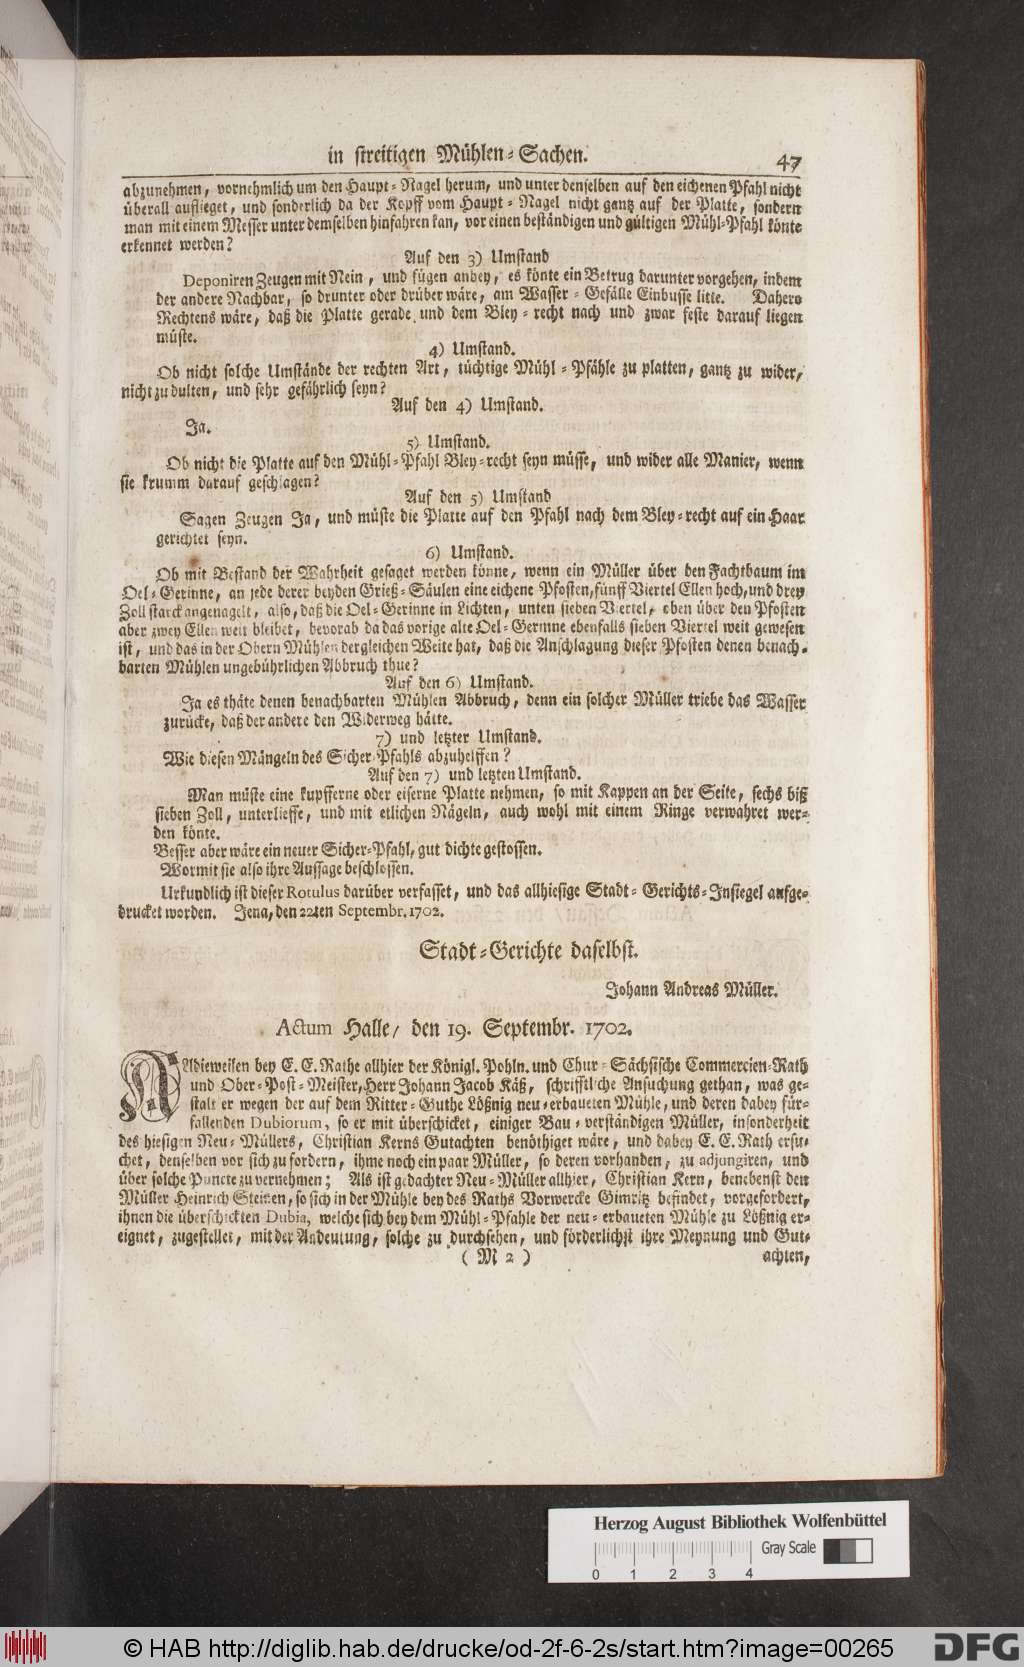 in streitigen Mühlen-Sachen. 47
abzunehmen, vornehmlich um den Haupt-Nagel herum, und unter denselben auf den eichenen Pfahl nicht
überall auflieget, und sonderlich da der Kopff vom Haupt-Nagel nicht gantz auf der Platte, sondern
man mit einem Messer unter demselben hinfahren kan, vor einen beständigen und gültigen Mühl-Pfahl könte
erkennet werden?
Auf den 3) Umstand
Deponiren Zeugen mit Nein, und fügen anbey, es könte ein Betrug darunter vorgehen, indem
der andere Nachbar, so drunter oder drüber wäre, am Wasser-Gefälle Einbusse litte. Dahero
Rechtens wäre, daß die Platte gerade und dem Bley-recht nach und zwar feste darauf liegen
müste.
4) Umstand.
Ob nicht solche Umstände der rechten Art, tüchtige Mühl-Pfähle zu platten, gantz zu wider,
nicht zu dulten, und sehr gefährlich seyn?
Auf den 4) Umstand.
Ja.
5) Umstand.
Ob nicht die Platte auf den Mühl-Pfahl Bley-recht seyn müsse, und wider alle Manier, wenn
sie krumm darauf geschlagen?
Auf den 5) Umstand
Sagen Zeugen Ja, und müste die Platte auf den Pfahl nach dem Bley-recht auf ein Haar
gerichtet seyn.
6) Umstand.
Ob mit Bestand der Wahrheit gesaget werden könne, wenn ein Müller über den Fachtbaum im
Oel-Gerinne, an jede derer beyden Grieß-Säulen eine eichene Pfosten, fünff Viertel Ellen hoch, und drey
Zoll starck angenagelt, also, daß die Oel-Gerinne in Lichten, unten sieben Viertel, oben über den Pfosten
aber zwey Ellen weit bleibet, bevorab da das vorige alte Oel-Gerinne ebenfalls sieben Viertel weit gewesen
ist, und das in der Obern Mühlen dergleichen Weite hat, daß die Anschlagung dieser Pfosten denen benach-
barten Mühlen ungebührlichen Abbruch thue?
Auf den 6) Umstand.
Ja es thäte denen benachbarten Mühlen Abbruch, denn ein solcher Müller triebe das Wasser
zurücke, daß der andere den Widerweg hätte.
7) und letzter Umstand.
Wie diesen Mängeln des Sicher-Pfahls abzuhelffen?
Auf den 7) und letzten Umstand.
Man müste eine kupfferne oder eiserne Platte nehmen, so mit Kappen an der Seite, sechs biß
sieben Zoll, unterlieffe, und mit etlichen Nägeln, auch wohl mit einem Ringe verwahret wer-
den könte.
Besser aber wäre ein neuer Sicher-Pfahl, gut dichte gestossen.
Wormit sie also ihre Aussage beschlossen.
Urkundlich ist dieser Rotulus darüber verfasset, und das allhiesige Stadt-Gerichts-Insiegel aufge-
drucket worden. Jena, den 22ten Septembr. 1702.
Stadt-Gerichte daselbst.
Johann Andreas Müller.
Actum Halle, den 19. Septembr. 1702.
Aldieweilen bey E. E. Rathe allhier der Königl. Pohln. und Chur-Sächsische Commercien-Rath
und Ober-Post-Meister, Herr Johann Jacob Käß, schrifftliche Ansuchung gethan, was ge-
stalt er wegen der auf dem Ritter-Guthe Lößnig neu-erbaueten Mühle, und deren dabey für-
fallenden Dubiorum, so er mit überschicket, einiger Bau-verständigen Müller, insonderheit
des hiesigen Neu-Müllers, Christian Kerns Gutachten benöthiget wäre, und dabey E. E. Rath ersu-
chet, denselben vor sich zu fordern, ihme noch ein paar Müller, so deren vorhanden, zu adjungiren, und
über solche Puncte zu vernehmen; Als ist gedachter Neu-Müller allhier, Christian Kern, benebenst den
Müller Heinrich Steinen, so sich in der Mühle bey des Raths Vorwercke Gimritz befindet, vorgefordert,
ihnen die überschickten Dubia, welche sich bey dem Mühl-Pfahle der neu-erbaueten Mühle zu Lößnig er-
eignet, zugestellet, mit der Andeutung, solche zu durchsehen, und förderlichst ihre Meynung und Gut-
( M 2 ) achten,
Herzog August Bibliothek Wolfenbüttel
Gray Scale
0 1 2 3 4
© HAB http://diglib.hab.de/drucke/od-2f-6-2s/start.htm?image=00265
DFG